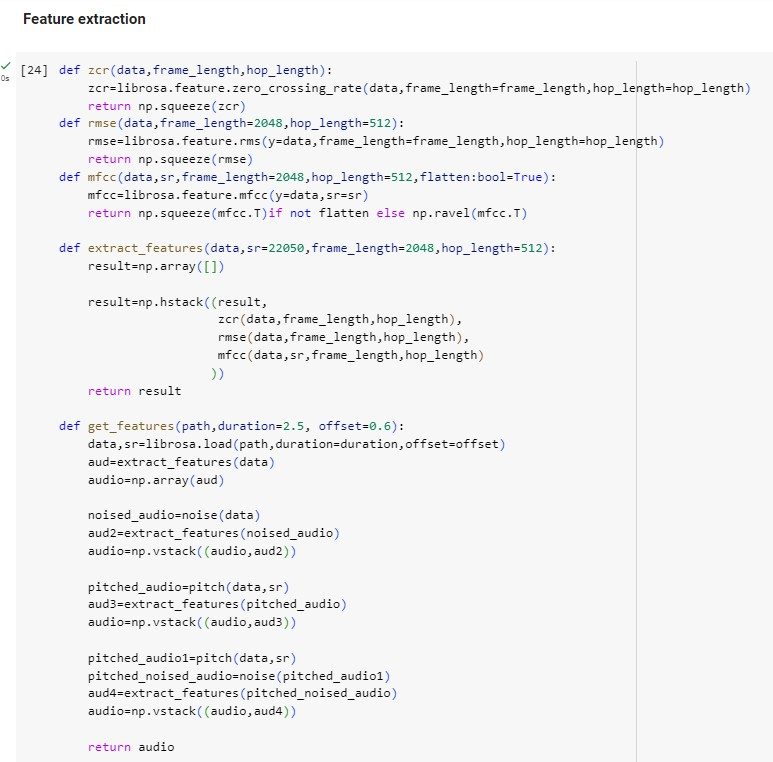 Feature extraction
0s
[24] def zcr(data,frame_length,hop_length):
    zcr=librosa.feature.zero_crossing_rate(data,frame_length=frame_length,hop_length=hop_length)
    return np.squeeze(zcr)
def rmse(data,frame_length=2048,hop_length=512):
    rmse=librosa.feature.rms(y=data,frame_length=frame_length,hop_length=hop_length)
    return np.squeeze(rmse)
def mfcc(data,sr,frame_length=2048,hop_length=512,flatten:bool=True):
    mfcc=librosa.feature.mfcc(y=data,sr=sr)
    return np.squeeze(mfcc.T)if not flatten else np.ravel(mfcc.T)
def extract_features(data,sr=22050,frame_length=2048,hop_length=512):
    result=np.array([])
    result=np.hstack((result,
                      zcr(data,frame_length,hop_length),
                      rmse(data,frame_length,hop_length),
                      mfcc(data,sr,frame_length,hop_length)
                     ))
    return result
def get_features(path,duration=2.5, offset=0.6):
    data,sr=librosa.load(path,duration=duration,offset=offset)
    aud=extract_features(data)
    audio=np.array(aud)
    noised_audio=noise(data)
    aud2=extract_features(noised_audio)
    audio=np.vstack((audio,aud2))
    pitched_audio=pitch(data,sr)
    aud3=extract_features(pitched_audio)
    audio=np.vstack((audio,aud3))
    pitched_audio1=pitch(data,sr)
    pitched_noised_audio=noise(pitched_audio1)
    aud4=extract_features(pitched_noised_audio)
    audio=np.vstack((audio,aud4))
    return audio